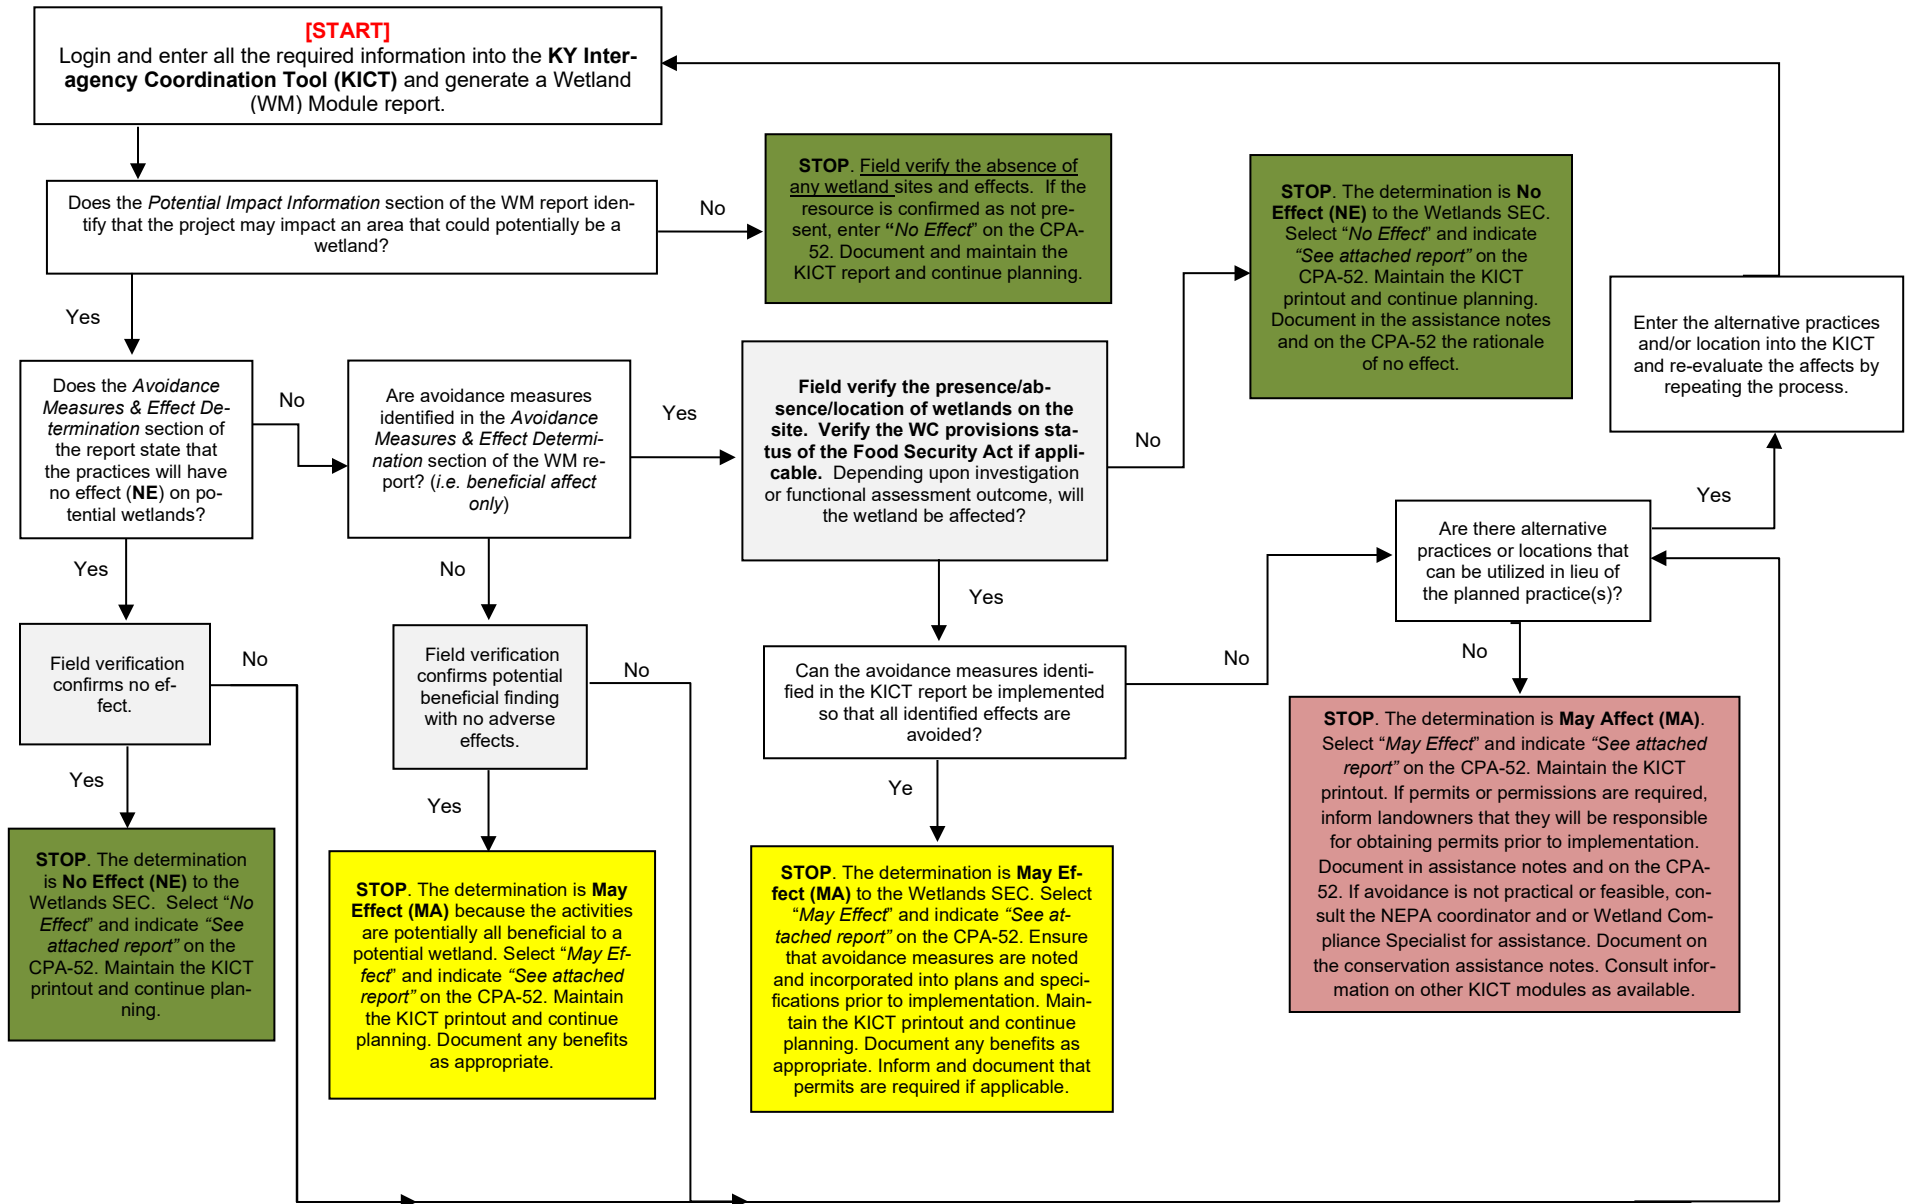 [START]
Login and enter all the required information into the KY Inter-
agency Coordination Tool (KICT) and generate a Wetland
(WM) Module report.
Does the Potential Impact Information section of the WM report iden-
tify that the project may impact an area that could potentially be a
wetland?
No
STOP. Field verify the absence of
any wetland sites and effects. If the
resource is confirmed as not pre-
sent, enter “No Effect” on the CPA-
52. Document and maintain the
KICT report and continue planning.
STOP. The determination is No
Effect (NE) to the Wetlands SEC.
Select “No Effect” and indicate
“See attached report” on the
CPA-52. Maintain the KICT
printout and continue planning.
Document in the assistance notes
and on the CPA-52 the rationale
of no effect.
Enter the alternative practices
and/or location into the KICT
and re-evaluate the affects by
repeating the process.
Yes
Does the Avoidance
Measures & Effect De-
termination section of
the report state that
the practices will have
no effect (NE) on po-
tential wetlands?
No
Are avoidance measures
identified in the Avoidance
Measures & Effect Determi-
nation section of the WM re-
port? (i.e. beneficial affect
only)
Yes
Field verify the presence/ab-
sence/location of wetlands on the
site. Verify the WC provisions sta-
tus of the Food Security Act if appli-
cable. Depending upon investigation
or functional assessment outcome, will
the wetland be affected?
No
Are there alternative
practices or locations that
can be utilized in lieu of
the planned practice(s)?
Yes
Yes
No
Yes
No
Field verification
confirms no ef-
fect.
No
Field verification
confirms potential
beneficial finding
with no adverse
effects.
No
Can the avoidance measures identi-
fied in the KICT report be implemented
so that all identified effects are
avoided?
No
Yes
Yes
Ye
STOP. The determination
is No Effect (NE) to the
Wetlands SEC. Select “No
Effect” and indicate “See
attached report” on the
CPA-52. Maintain the KICT
printout and continue plan-
ning.
STOP. The determination is May
Effect (MA) because the activities
are potentially all beneficial to a
potential wetland. Select “May Ef-
fect” and indicate “See attached
report” on the CPA-52. Maintain
the KICT printout and continue
planning. Document any benefits
as appropriate.
STOP. The determination is May Ef-
fect (MA) to the Wetlands SEC. Select
“May Effect” and indicate “See at-
tached report” on the CPA-52. Ensure
that avoidance measures are noted
and incorporated into plans and speci-
fications prior to implementation. Main-
tain the KICT printout and continue
planning. Document any benefits as
appropriate. Inform and document that
permits are required if applicable.
STOP. The determination is May Affect (MA).
Select “May Effect” and indicate “See attached
report” on the CPA-52. Maintain the KICT
printout. If permits or permissions are required,
inform landowners that they will be responsible
for obtaining permits prior to implementation.
Document in assistance notes and on the CPA-
52. If avoidance is not practical or feasible, con-
sult the NEPA coordinator and or Wetland Com-
pliance Specialist for assistance. Document on
the conservation assistance notes. Consult infor-
mation on other KICT modules as available.